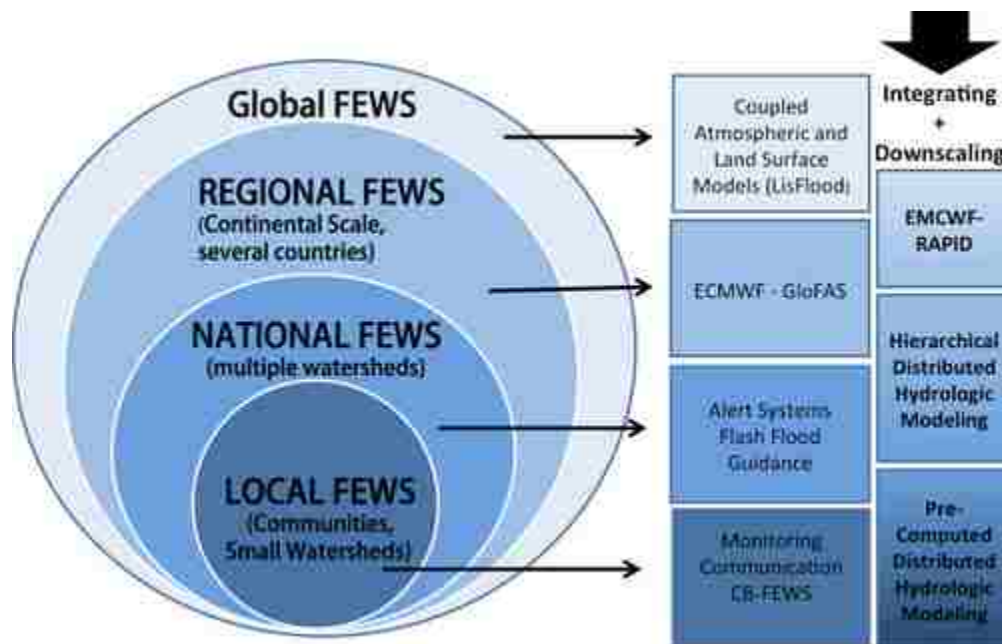 Global FEWS
REGIONAL FEWS
(Continental Scale,
several countries)
NATIONAL FEWS
(multiple watersheds)
LOCAL FEWS
(Communities,
Small Watersheds)
Coupled
Atmospheric and
Land Surface
Models (LisFlood)
ECMWF - GloFAS
Alert Systems
Flash Flood
Guidance
Monitoring
Communication
CB-FEWS
Integrating
+
Downscaling
EMCWF-
RAPID
Hierarchical
Distributed
Hydrologic
Modeling
Pre-
Computed
Distributed
Hydrologic
Modeling